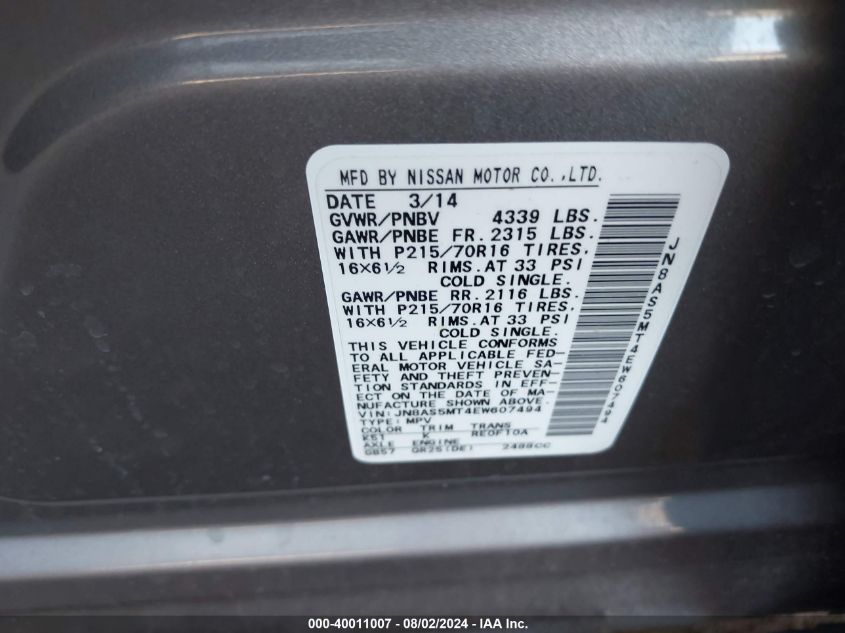 MFD BY NISSAN MOTOR CO.,LTD.
DATE 3/14
GVWR/PNBV 4339 LBS.
GAWR/PNBE FR. 2315 LBS.
WITH P215/70R16 TIRES.
16×6½ RIMS. AT 33 PSI
COLD SINGLE.
GAWR/PNBE RR. 2116 LBS.
WITH P215/70R16 TIRES.
16×6½ RIMS. AT 33 PSI
COLD SINGLE.
THIS VEHICLE CONFORMS
TO ALL APPLICABLE FED-
ERAL MOTOR VEHICLE SA-
FETY AND THEFT PREVEN-
TION STANDARDS IN EFF-
ECT ON THE DATE OF MA-
NUFACTURE SHOWN ABOVE.
VIN:JN8AS5MT4EW607494
TYPE:MPV
COLOR TRIM TRANS
K51 K RE0F10A
AXLE ENGINE
GB57 QR25(DE) 2488CC
JN8AS5MT4EW607494
000-40011007 - 08/02/2024 - IAA Inc.